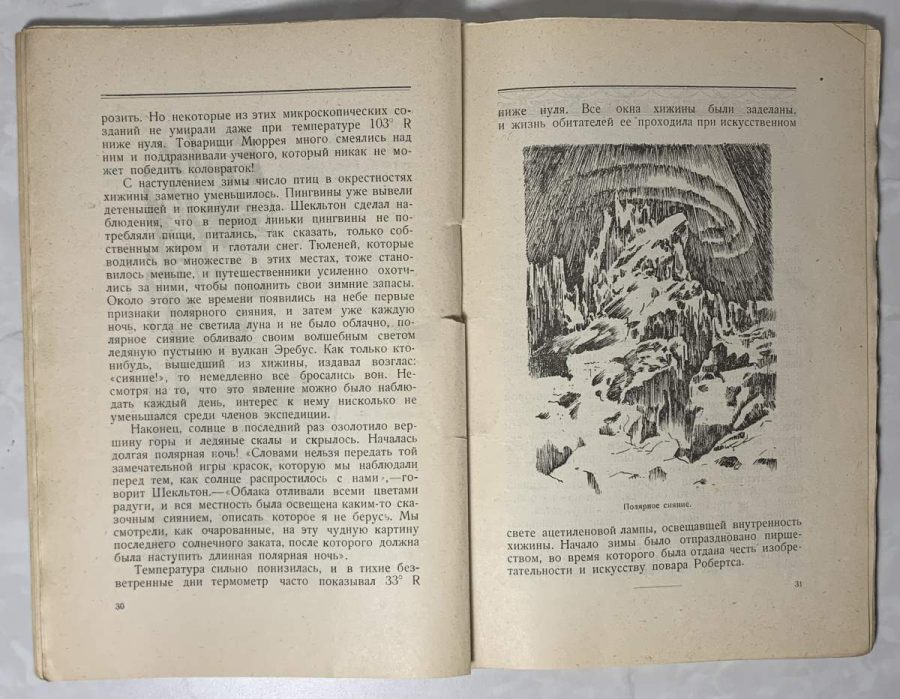 розить. Но некоторые из этих микроскопических со-
зданий не умирали даже при температуре 103° R
ниже нуля. Товарищи Мюррея много смеялись над
ним и поддразнивали ученого, который никак не мо-
жет победить коловраток!
С наступлением зимы число птиц в окрестностях
хижины заметно уменьшилось. Пингвины уже вывели
детенышей и покинули гнезда. Шекльтон сделал на-
блюдения, что в период линьки пингвины не по-
требляли пищи, питались, так сказать, только соб-
ственным жиром и глотали снег. Тюленей, которые
водились во множестве в этих местах, тоже стано-
вилось меньше, и путешественники усиленно охоти-
лись за ними, чтобы пополнить свои зимние запасы.
Около этого же времени появились на небе первые
признаки полярного сияния, и затем уже каждую
ночь, когда не светила луна и не было облачно, по-
лярное сияние обливало своим волшебным светом
ледяную пустыню и вулкан Эребус. Как только кто-
нибудь, вышедший из хижины, издавал возглас:
«сияние!», то немедленно все бросались вон. Не-
смотря на то, что это явление можно было наблю-
дать каждый день, интерес к нему нисколько не
уменьшался среди членов экспедиции.
Наконец, солнце в последний раз озолотило вер-
шину горы и ледяные скалы и скрылось. Началась
долгая полярная ночь! «Словами нельзя передать той
замечательной игры красок, которую мы наблюдали
перед тем, как солнце распростилось с нами»,—го-
ворит Шекльтон.—«Облака отливали всеми цветами
радуги, и вся местность была освещена каким-то ска-
зочным сиянием, описать которое я не берусь. Мы
смотрели, как очарованные, на эту чудную картину
последнего солнечного заката, после которого должна
была наступить длинная полярная ночь».
Температура сильно понизилась, и в тихие без-
ветренные дни термометр часто показывал 33° R
30
ниже нуля. Все окна хижины были заделаны,
и жизнь обитателей ее проходила при искусственном
Полярное сияние.
свете ацетиленовой лампы, освещавшей внутренность
хижины. Начало зимы было отпраздновано пирше-
ством, во время которого была отдана честь изобре-
тательности и искусству повара Робертса.
31